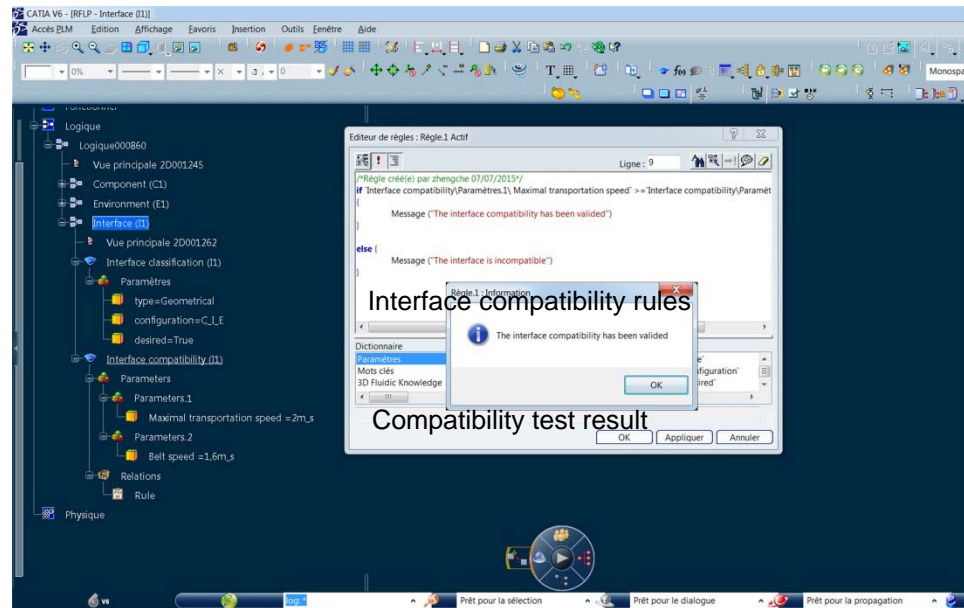 CATIA V6 - [RFLP - Interface (I1)]
Accès PLM Edition Affichage Favoris Insertion Outils Fenêtre Aide
0% 0 Monospa
Logique
Logique000860
Vue principale 2D001245
Component (C1)
Environment (E1)
Interface (I1)
Vue principale 2D001262
Interface classification (I1)
Paramètres
type=Geometrical
configuration=C_I_E
desired=True
Interface compatibility (I1)
Parameters
Parameters.1
Maximal transportation speed =2m_s
Parameters.2
Belt speed =1,6m_s
Relations
Rule
Physique
Editeur de règles : Règle.1 Actif
Ligne : 9
/*Règle créé(e) par zhengche 07/07/2015*/
if `Interface compatibility\Paramètres.1\ Maximal transportation speed` >=`Interface compatibility\Paramèt
{
Message ("The interface compatibility has been valided")
}
else {
Message ("The interface is incompatible")
}
Interface compatibility rules
Règle.1 : Information
The interface compatibility has been valided
OK
Dictionnaire
Paramètres
Mots clés
3D Fluidic Knowledge
Compatibility test result
OK Appliquer Annuler
V6 log: * Prêt pour la sélection Prêt pour le dialogue Prêt pour la propagation